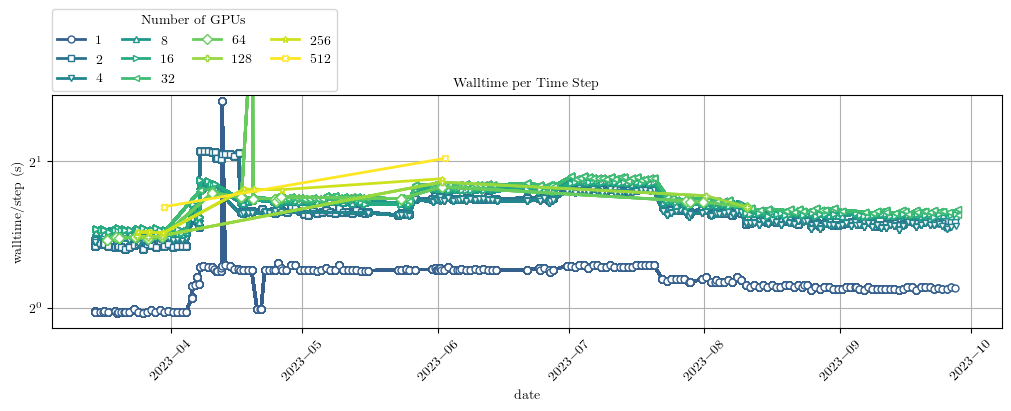 Number of GPUs
1 8 64 256
2 16 128 512
4 32
Walltime per Time Step
walltime/step (s)
2^1
2^0
2023−04 2023−05 2023−06 2023−07 2023−08 2023−09 2023−10
date